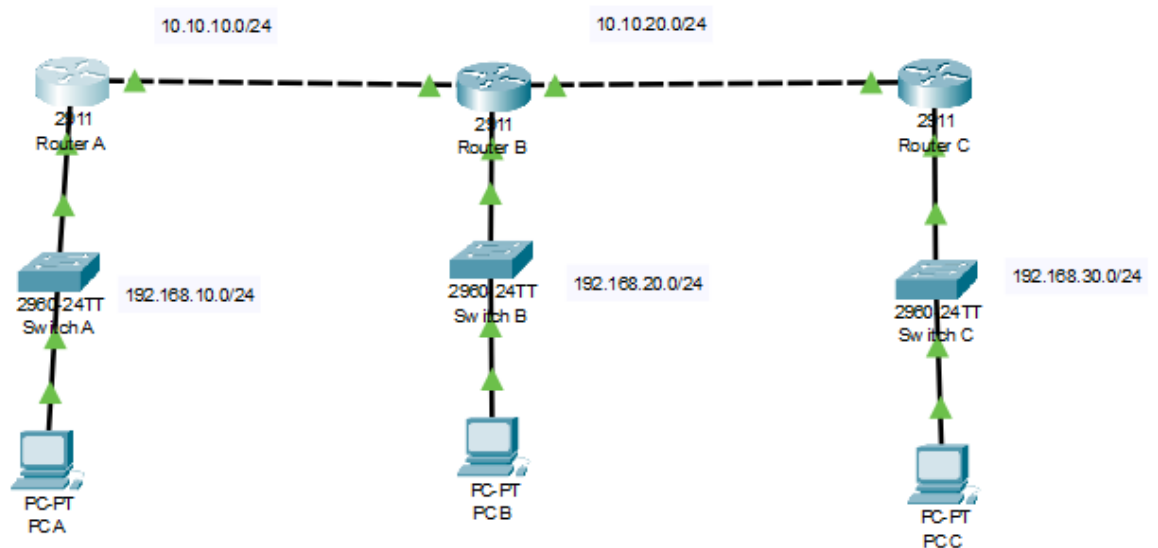 10.10.10.0/24
10.10.20.0/24
2911
Router A
2911
Router B
2911
Router C
2960-24TT
Switch A
192.168.10.0/24
2960-24TT
Switch B
192.168.20.0/24
2960-24TT
Switch C
192.168.30.0/24
PC-PT
PC A
PC-PT
PC B
PC-PT
PC C